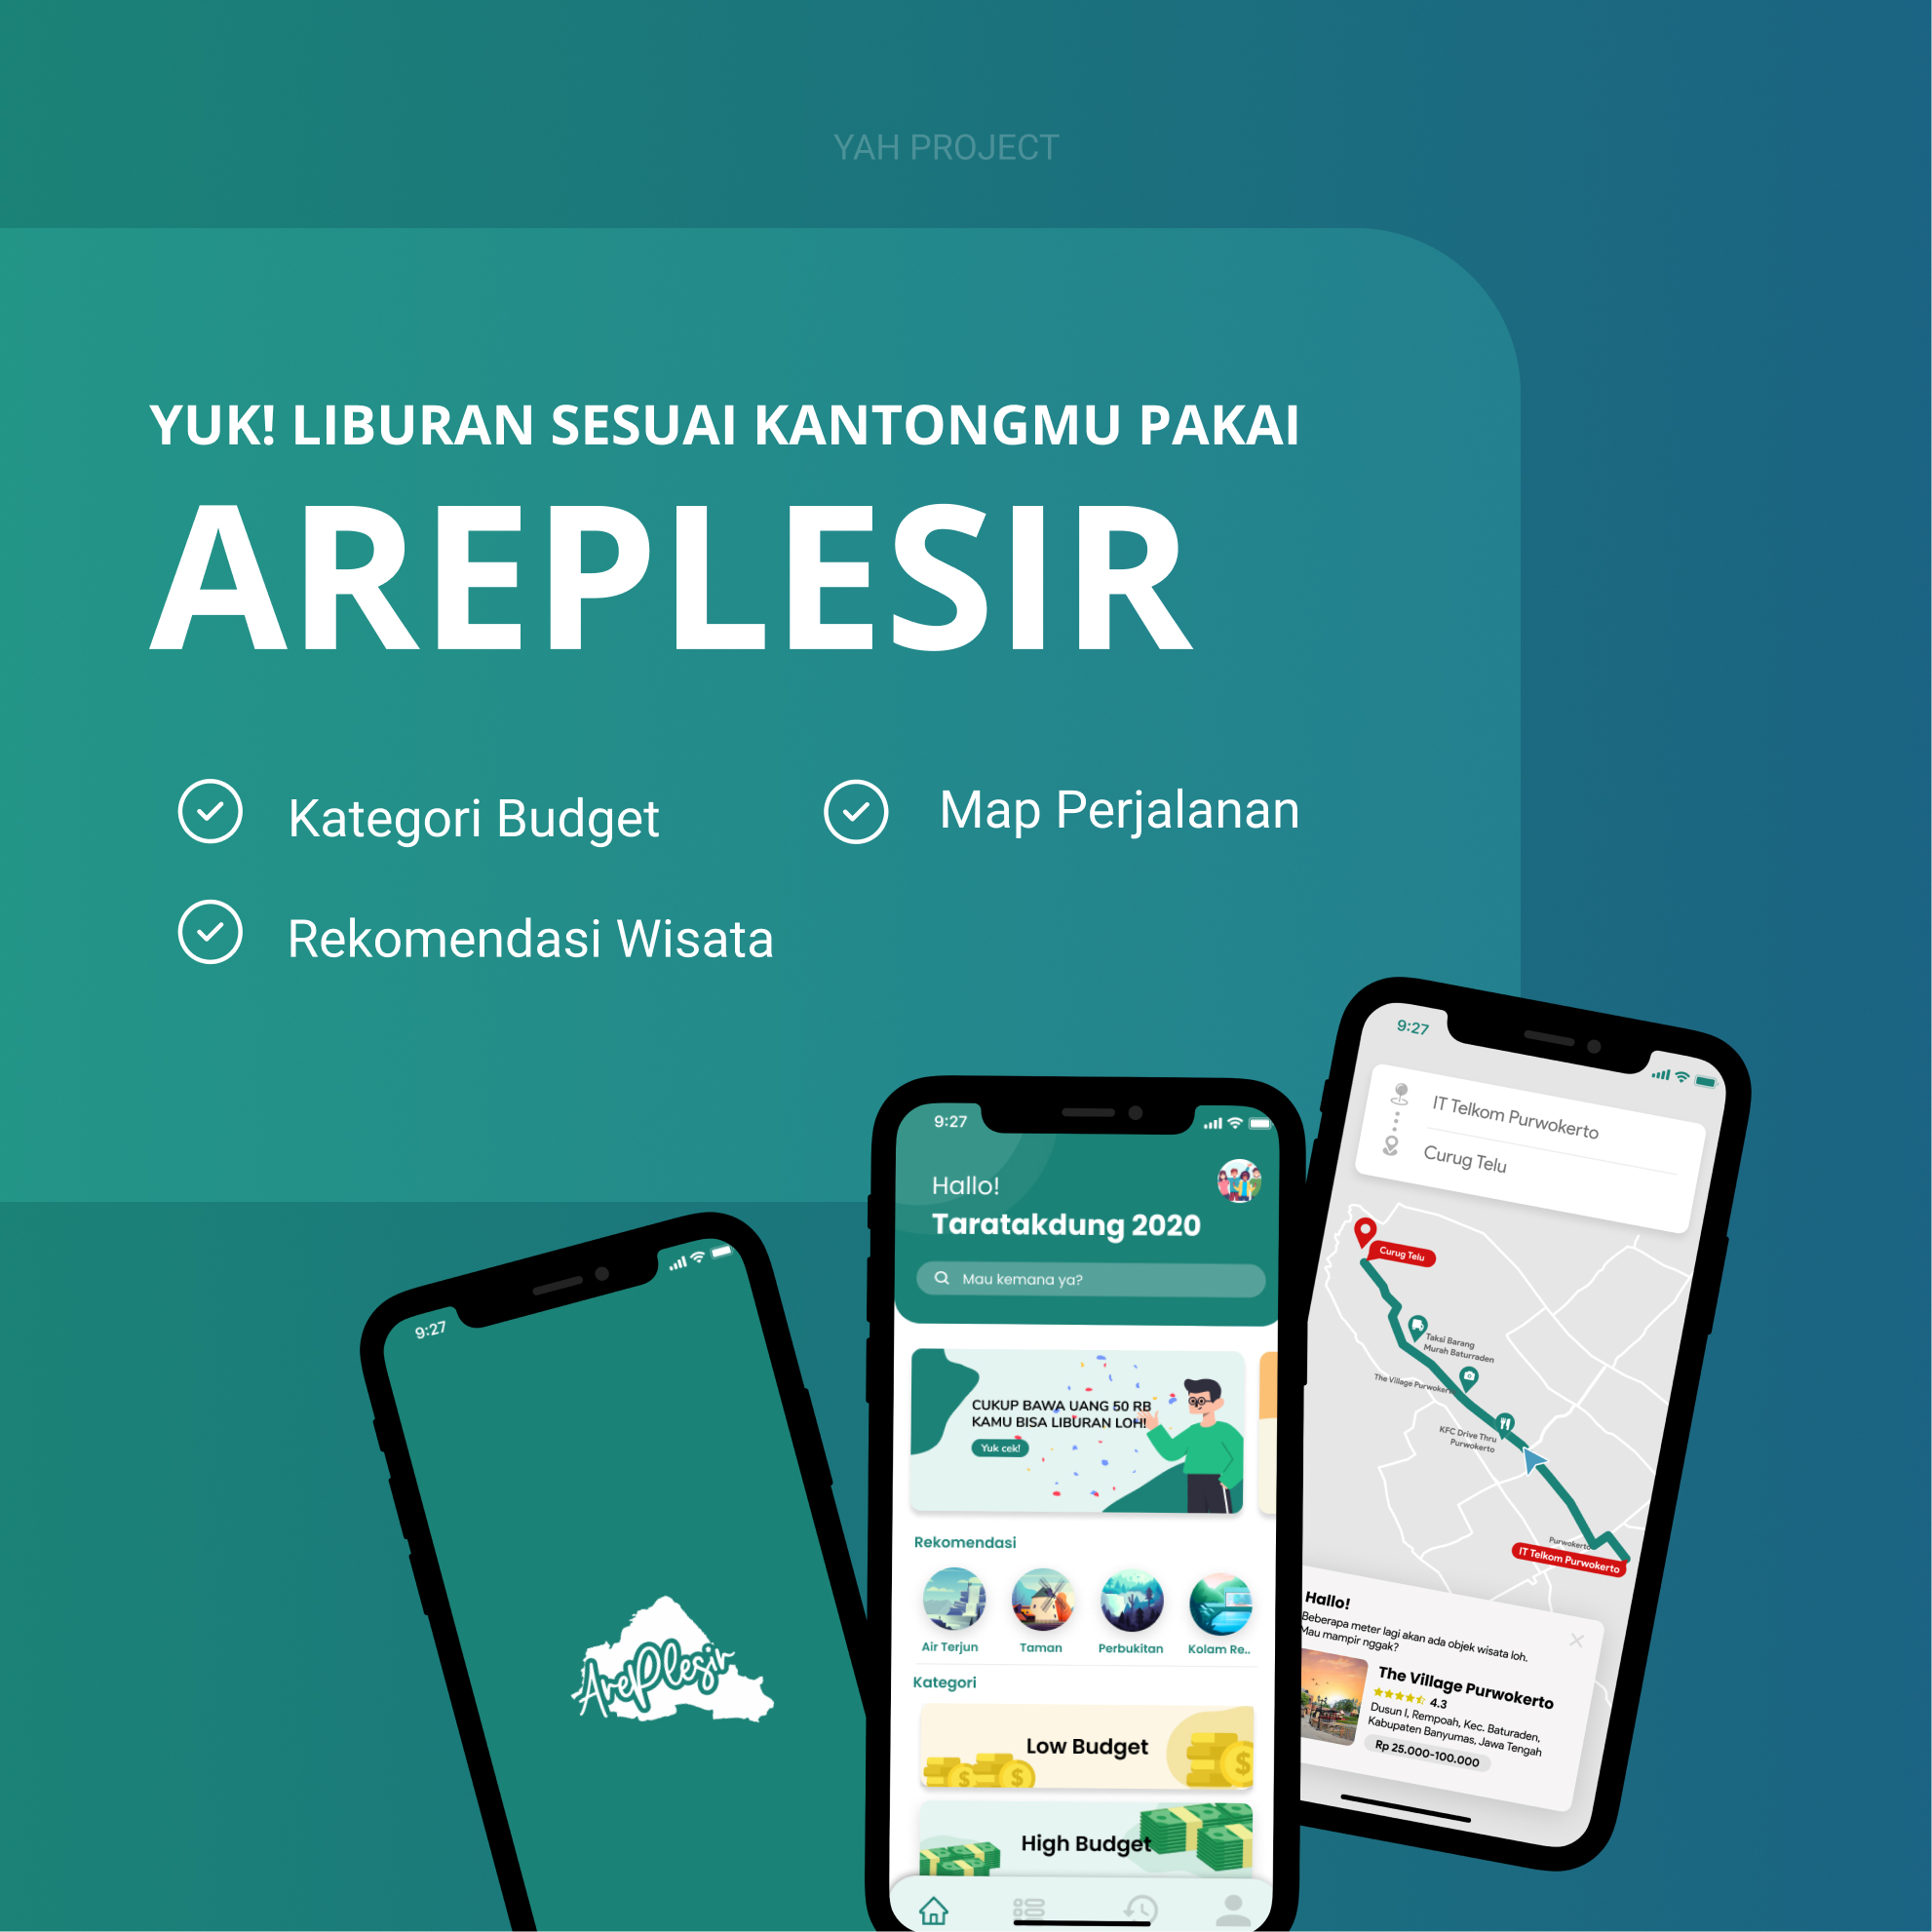 YAH PROJECT
YUK! LIBURAN SESUAI KANTONGMU PAKAI
AREPLESIR
Kategori Budget
Map Perjalanan
Rekomendasi Wisata
9:27
ArePlesir
9:27
Hallo!
Taratakdung 2020
Mau kemana ya?
CUKUP BAWA UANG 50 RB
KAMU BISA LIBURAN LOH!
Yuk cek!
Rekomendasi
Air Terjun
Taman
Perbukitan
Kolam Re..
Kategori
Low Budget
High Budget
9:27
IT Telkom Purwokerto
Curug Telu
Curug Telu
Taksi Barang
Murah Baturraden
The Village Purwokerto
KFC Drive Thru
Purwokerto
Purwokerto
IT Telkom Purwokerto
Hallo!
Beberapa meter lagi akan ada objek wisata loh.
Mau mampir nggak?
The Village Purwokerto
4.3
Dusun I, Rempoah, Kec. Baturaden,
Kabupaten Banyumas, Jawa Tengah
Rp 25.000-100.000